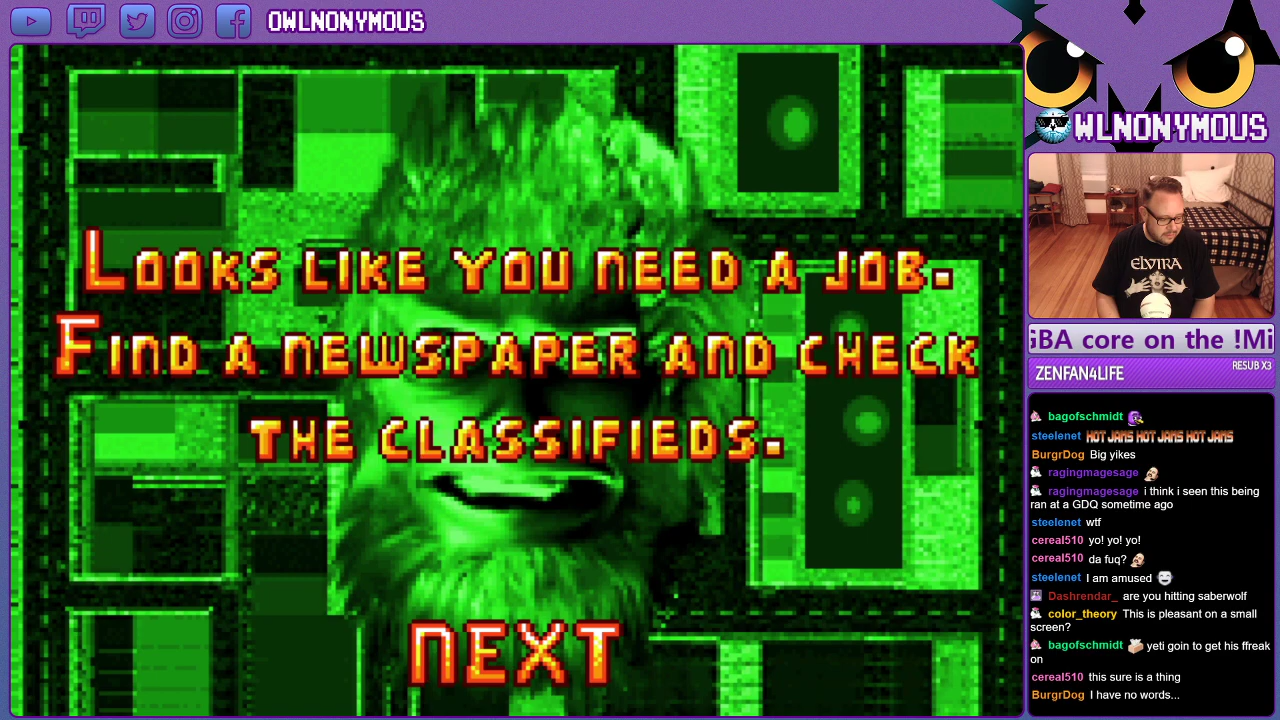 OWLNONYMOUS
WLNONYMOUS
Looks like you need a job.
Find a newspaper and check
the classifieds.
NEXT
ELVIRA
GBA core on the !Mi
ZENFAN4LIFE
RESUB X3
bagofschmidt
steelenet HOT JAMS HOT JAMS HOT JAMS
BurgrDog Big yikes
ragingmagesage
ragingmagesage i think i seen this being
ran at a GDQ sometime ago
steelenet wtf
cereal510 yo! yo! yo!
cereal510 da fuq?
steelenet I am amused
Dashrendar_ are you hitting saberwolf
color_theory This is pleasant on a small
screen?
bagofschmidt yeti goin to get his ffreak
on
cereal510 this sure is a thing
BurgrDog I have no words...